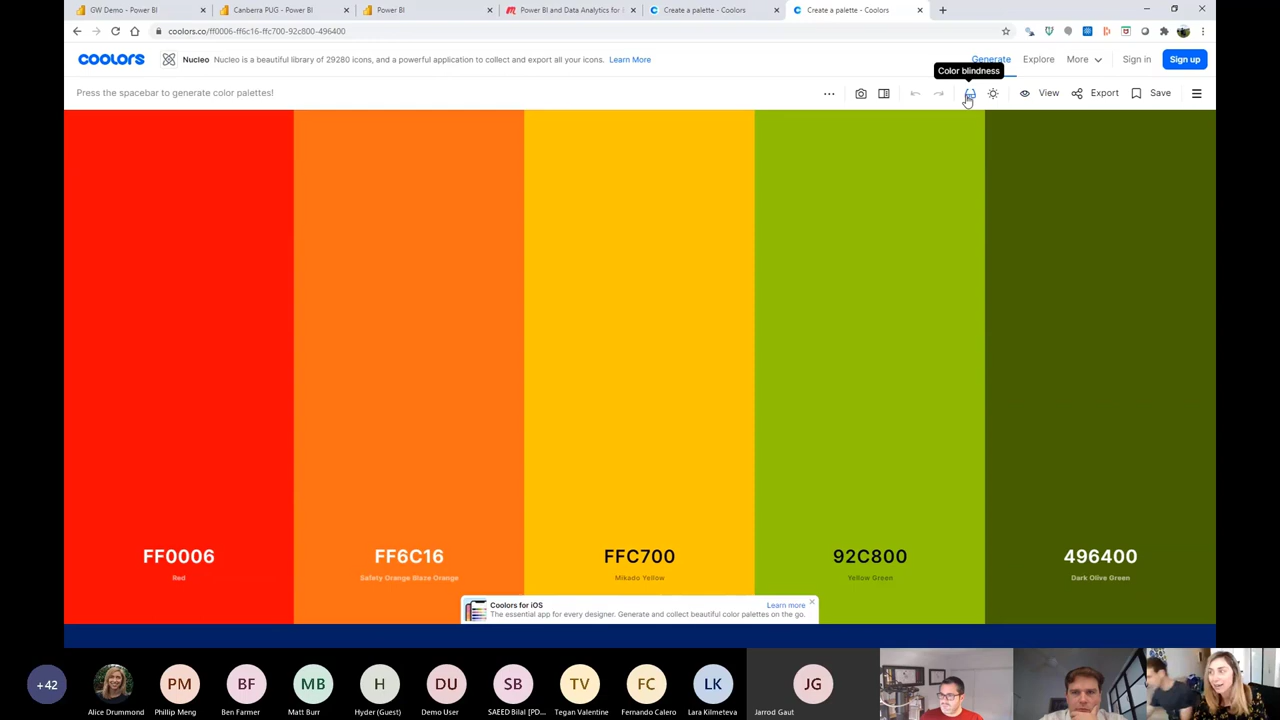 GW Demo - Power BI
Canberra PUG - Power BI
Power BI
Power BI and Data Analytics for
Create a palette - Coolors
Create a palette - Coolors
coolors.co/ff0006-ff6c16-ffc700-92c800-496400
coolors
Nucleo
Nucleo is a beautiful library of 29280 icons, and a powerful application to collect and export all your icons.
Learn More
Generate
Explore
More
Sign in
Sign up
Color blindness
Press the spacebar to generate color palettes!
View
Export
Save
FF0006
Red
FF6C16
Safety Orange Blaze Orange
FFC700
Mikado Yellow
92C800
Yellow Green
496400
Dark Olive Green
Coolors for iOS
Learn more
The essential app for every designer. Generate and collect beautiful color palettes on the go.
+42
PM
BF
MB
H
DU
SB
TV
FC
LK
JG
Alice Drummond
Phillip Meng
Ben Farmer
Matt Burr
Hyder (Guest)
Demo User
SAEED Bilal [PD...
Tegan Valentine
Fernando Calero
Lara Kilmeteva
Jarrod Gaut